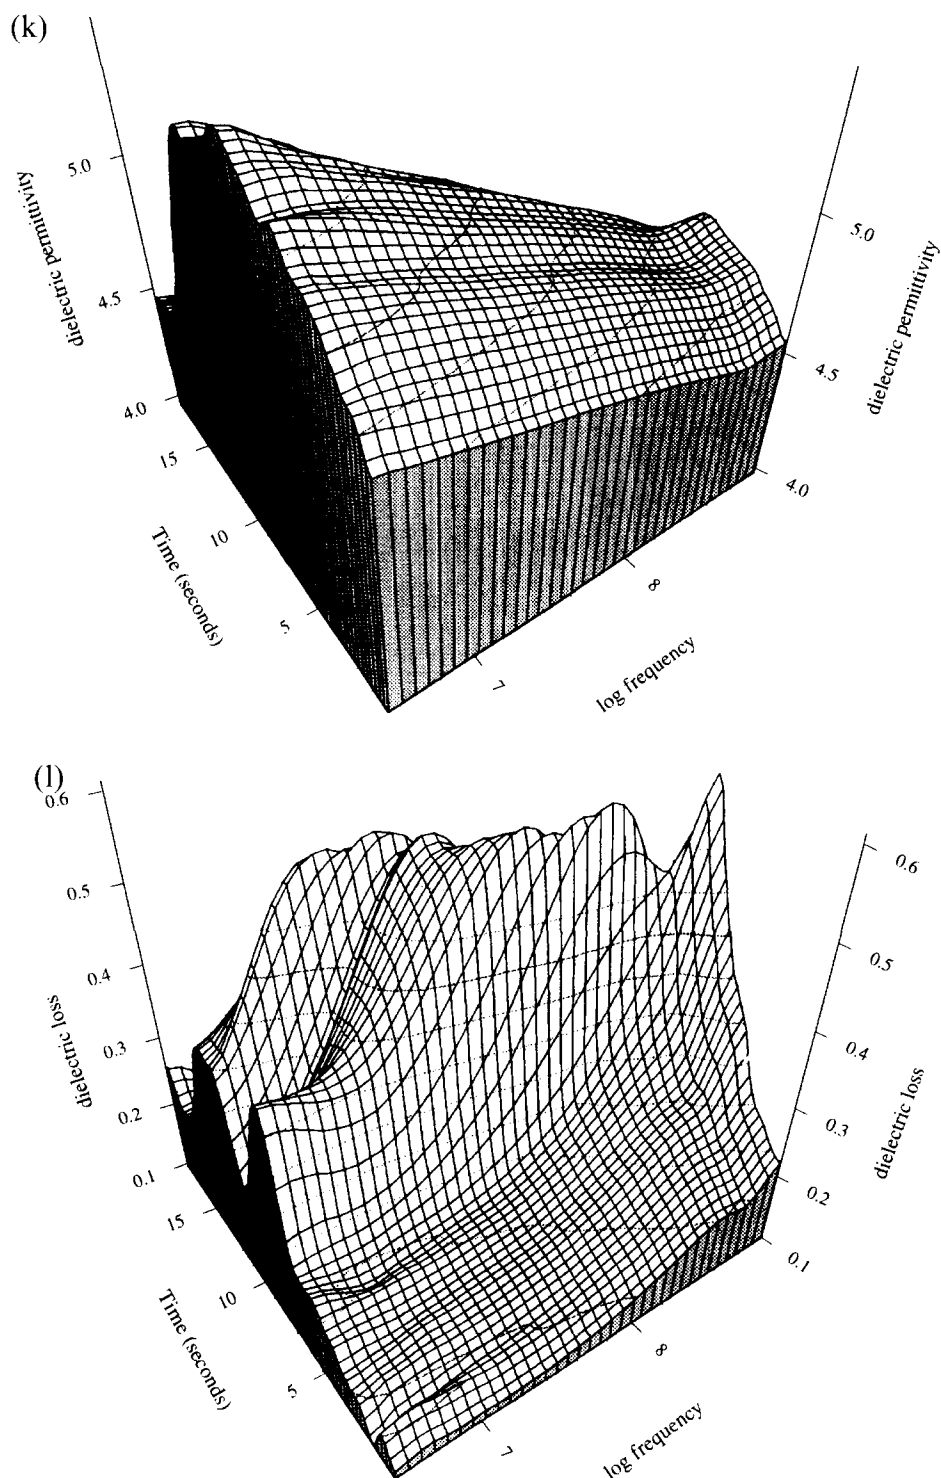 (k)
5.0
4.5
4.0
dielectric permittivity
15
10
5
Time (seconds)
7
8
log frequency
5.0
4.5
4.0
dielectric permittivity
(l)
0.6
0.5
0.4
0.3
0.2
0.1
dielectric loss
15
10
5
Time (seconds)
7
8
log frequency
0.6
0.5
0.4
0.3
0.2
0.1
dielectric loss